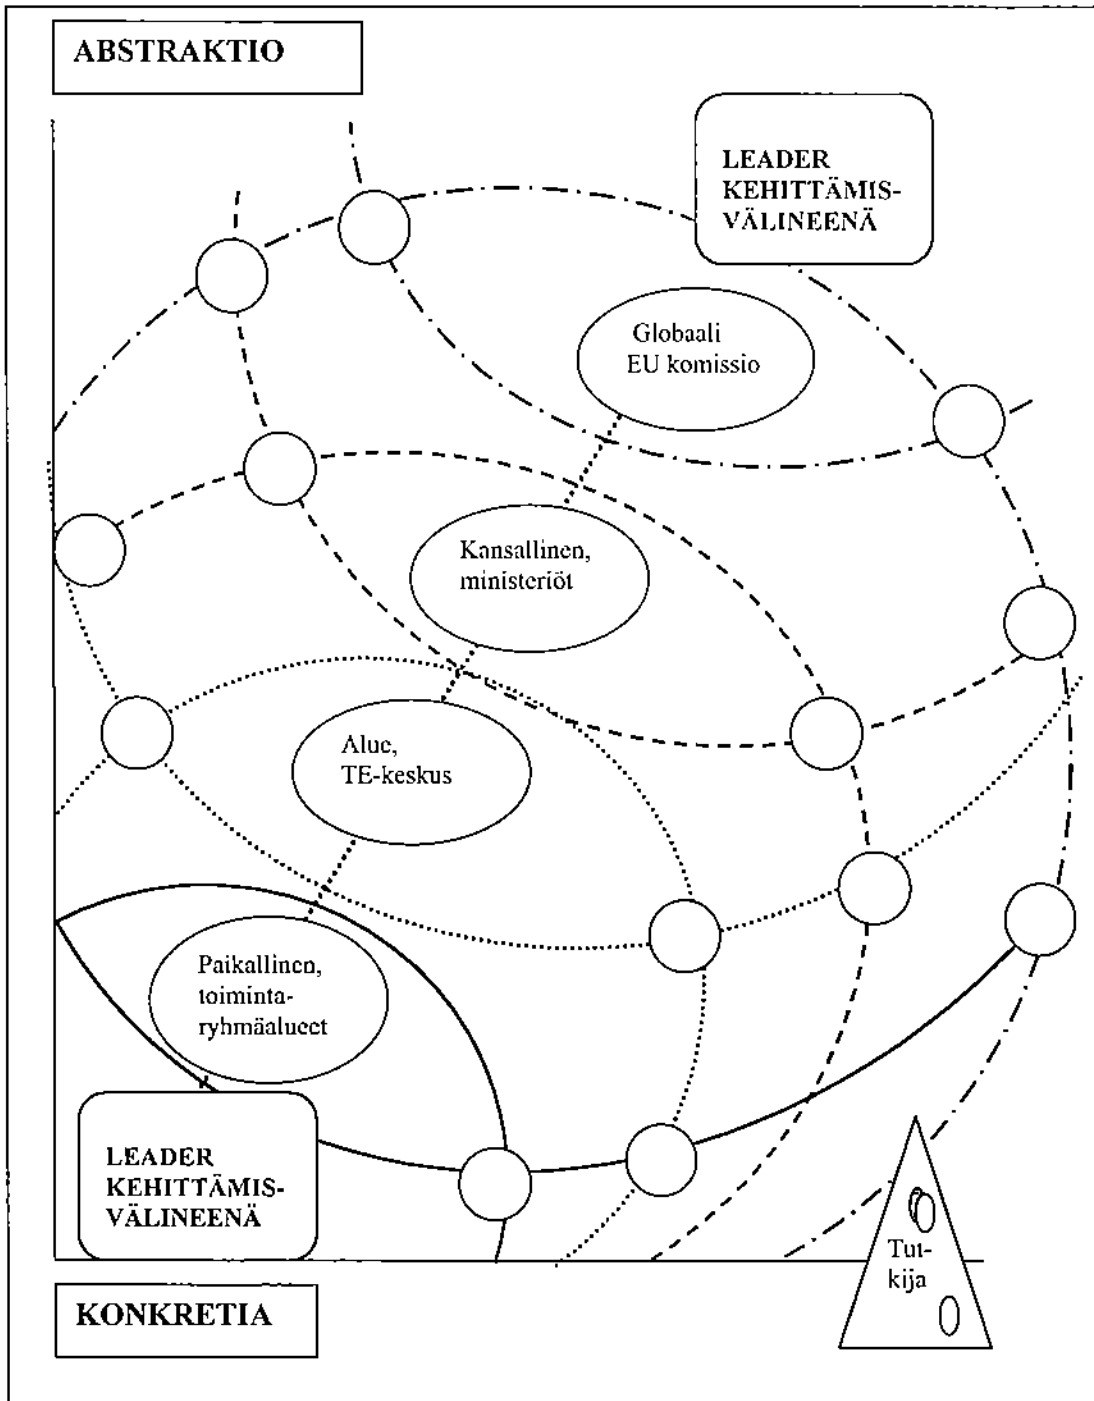 ABSTRAKTIO
LEADER
KEHITTÄMIS-
VÄLINEENÄ
Globaali
EU komissio
Kansallinen,
ministeriöt
Alue,
TE-keskus
Paikallinen,
toiminta-
ryhmäalueet
LEADER
KEHITTÄMIS-
VÄLINEENÄ
Tut-
kija
KONKRETIA